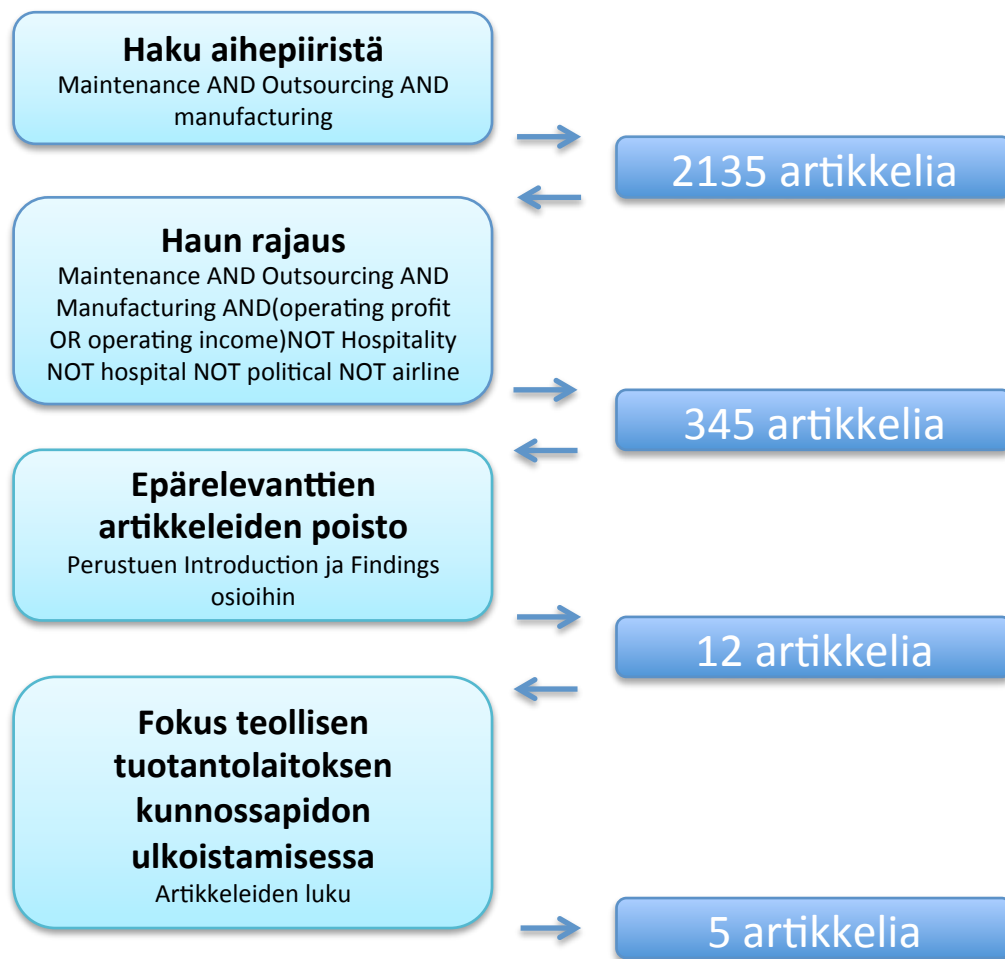 Haku aihepiiristä
Maintenance AND Outsourcing AND
manufacturing
2135 artikkelia
Haun rajaus
Maintenance AND Outsourcing AND
Manufacturing AND(operating profit
OR operating income)NOT Hospitality
NOT hospital NOT political NOT airline
345 artikkelia
Epärelevanttien
artikkeleiden poisto
Perustuen Introduction ja Findings
osioihin
12 artikkelia
Fokus teollisen
tuotantolaitoksen
kunnossapidon
ulkoistamisessa
Artikkeleiden luku
5 artikkelia